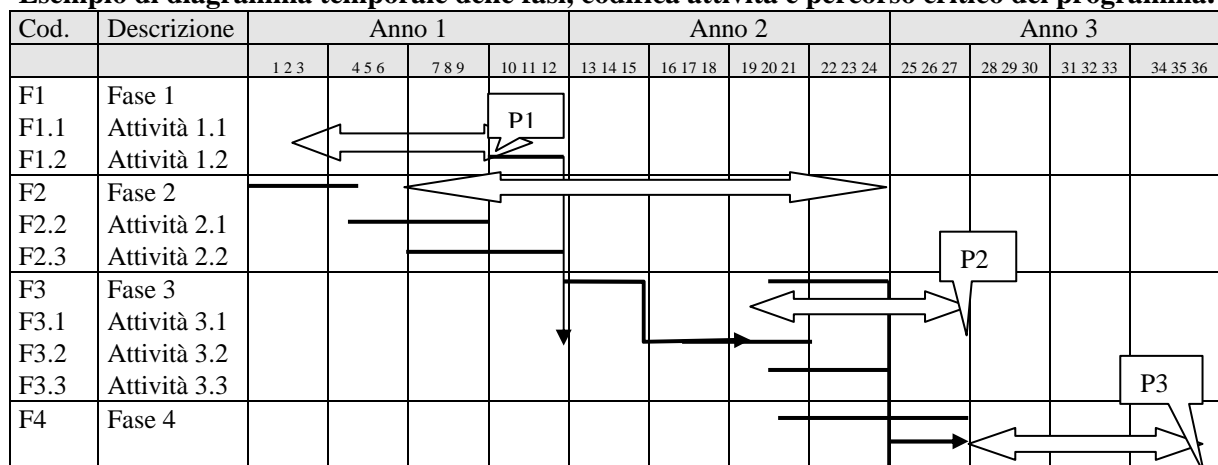 Esempio di diagramma temporale delle fasi, codifica attività e percorso critico del programma.
Cod. Descrizione Anno 1 Anno 2 Anno 3
1 2 3 4 5 6 7 8 9 10 11 12 13 14 15 16 17 18 19 20 21 22 23 24 25 26 27 28 29 30 31 32 33 34 35 36
F1 Fase 1
F1.1 Attività 1.1 P1
F1.2 Attività 1.2
F2 Fase 2
F2.2 Attività 2.1
F2.3 Attività 2.2 P2
F3 Fase 3
F3.1 Attività 3.1
F3.2 Attività 3.2
F3.3 Attività 3.3 P3
F4 Fase 4